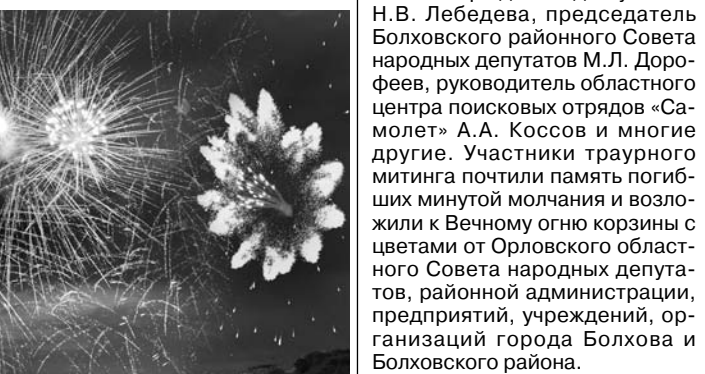 Н.В. Лебедева, председатель
Болховского районного Совета
народных депутатов М.Л. Доро-
феев, руководитель областного
центра поисковых отрядов «Са-
молет» А.А. Коссов и многие
другие. Участники траурного
митинга почтили память погиб-
ших минутой молчания и возло-
жили к Вечному огню корзины с
цветами от Орловского област-
ного Совета народных депута-
тов, районной администрации,
предприятий, учреждений, ор-
ганизаций города Болхова и
Болховского района.